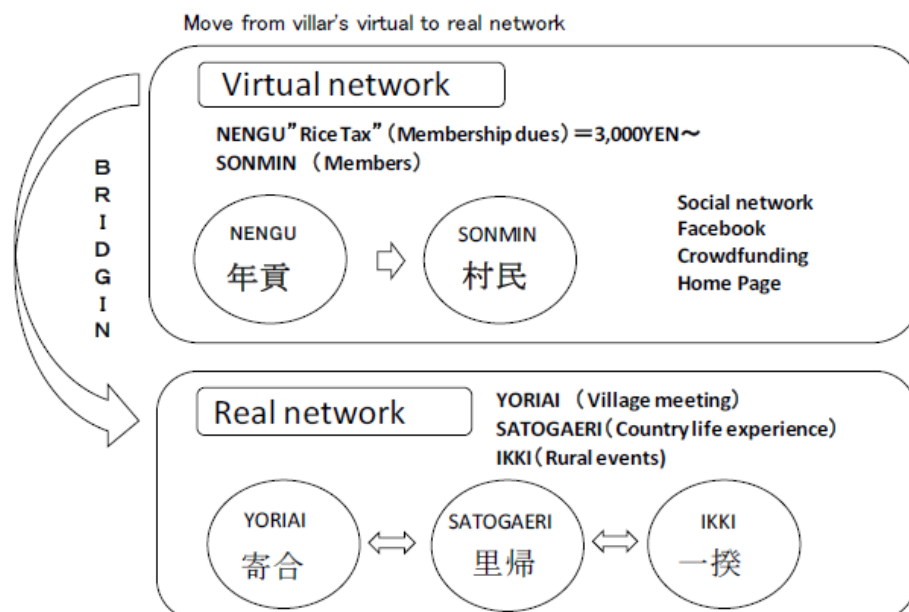 Move from villar's virtual to real network
Virtual network
NENGU”Rice Tax”(Membership dues)=3,000YEN～
SONMIN (Members)
NENGU
年貢
SONMIN
村民
Social network
Facebook
Crowdfunding
Home Page
BRIDGIN
Real network
YORIAI (Village meeting)
SATOGAERI(Country life experience)
IKKI(Rural events)
YORIAI
寄合
SATOGAERI
里帰
IKKI
一揆